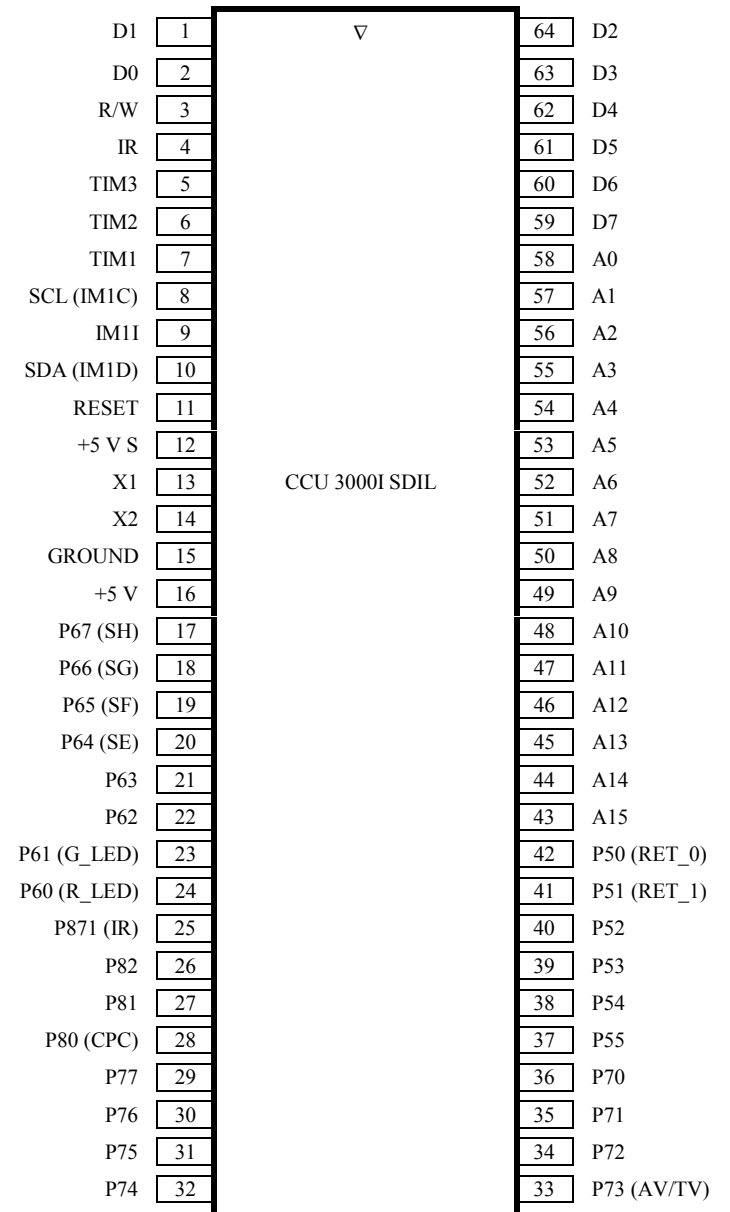 D1 1 ∇ 64 D2
D0 2 63 D3
R/W 3 62 D4
IR 4 61 D5
TIM3 5 60 D6
TIM2 6 59 D7
TIM1 7 58 A0
SCL (IM1C) 8 57 A1
IM1I 9 56 A2
SDA (IM1D) 10 55 A3
RESET 11 54 A4
+5 V S 12 53 A5
X1 13 CCU 3000I SDIL 52 A6
X2 14 51 A7
GROUND 15 50 A8
+5 V 16 49 A9
P67 (SH) 17 48 A10
P66 (SG) 18 47 A11
P65 (SF) 19 46 A12
P64 (SE) 20 45 A13
P63 21 44 A14
P62 22 43 A15
P61 (G_LED) 23 42 P50 (RET_0)
P60 (R_LED) 24 41 P51 (RET_1)
P871 (IR) 25 40 P52
P82 26 39 P53
P81 27 38 P54
P80 (CPC) 28 37 P55
P77 29 36 P70
P76 30 35 P71
P75 31 34 P72
P74 32 33 P73 (AV/TV)